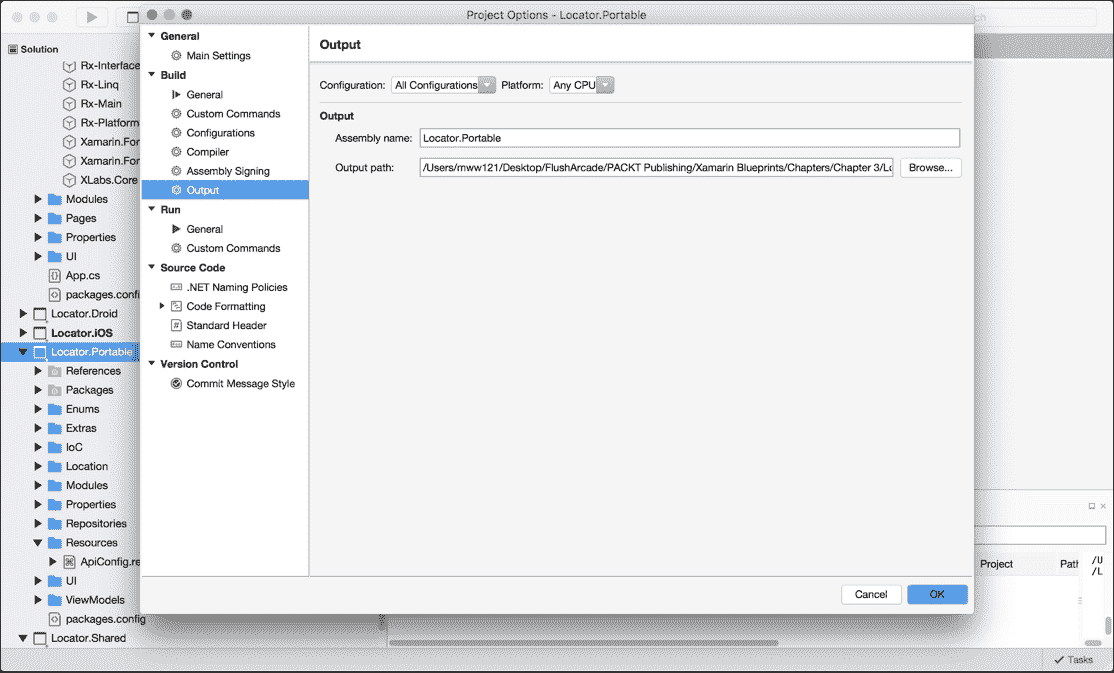 Project Options - Locator.Portable
Solution
Rx-Interface
Rx-Linq
Rx-Main
Rx-Platform
Xamarin.For
Xamarin.For
XLabs.Core
Modules
Pages
Properties
UI
App.cs
packages.confi
Locator.Droid
Locator.iOS
Locator.Portable
References
Packages
Enums
Extras
IoC
Location
Modules
Properties
Repositories
Resources
ApiConfig.re
UI
ViewModels
packages.config
Locator.Shared
General
Main Settings
Build
General
Custom Commands
Configurations
Compiler
Assembly Signing
Output
Run
General
Custom Commands
Source Code
.NET Naming Policies
Code Formatting
Standard Header
Name Conventions
Version Control
Commit Message Style
Output
Configuration: All Configurations Platform: Any CPU
Output
Assembly name: Locator.Portable
Output path: /Users/mww121/Desktop/FlushArcade/PACKT Publishing/Xamarin Blueprints/Chapters/Chapter 3/Lo Browse...
Cancel OK
ch
Project Path
/U
/L
Tasks